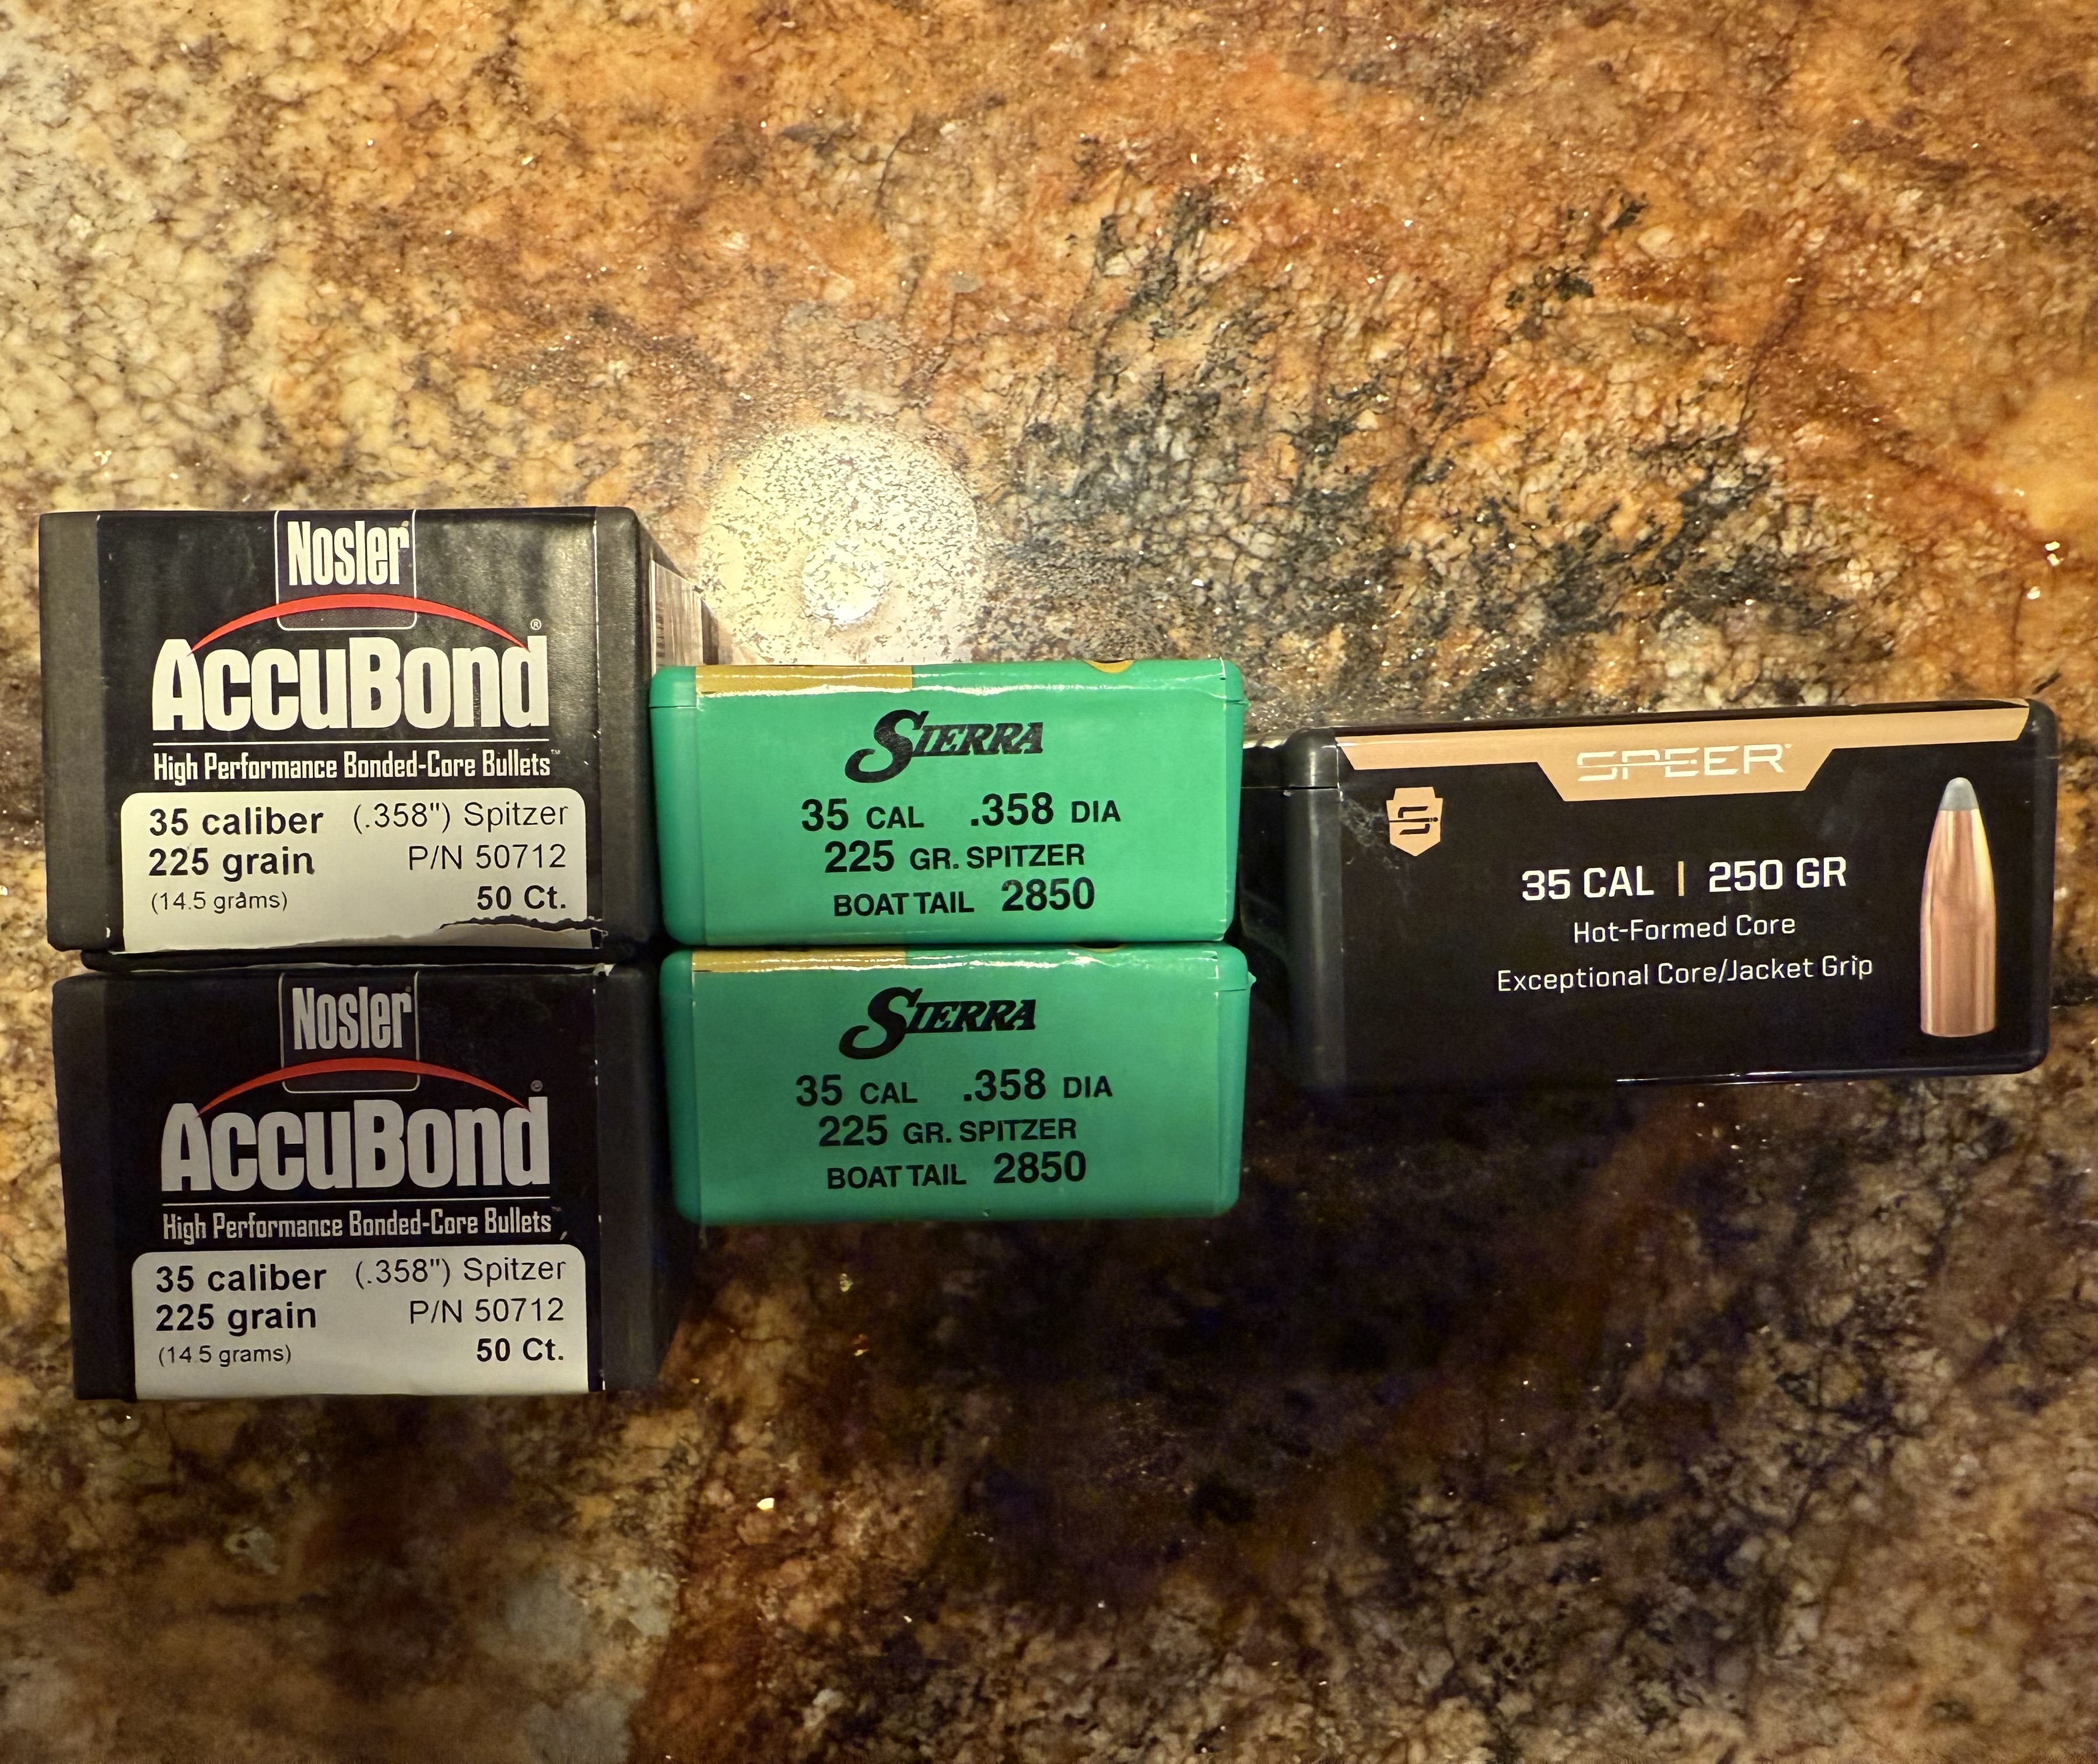 Nosler
AccuBond®
High Performance Bonded-Core Bullets™
35 caliber (.358") Spitzer
225 grain P/N 50712
(14.5 grams) 50 Ct.
Nosler
AccuBond®
High Performance Bonded-Core Bullets™
35 caliber (.358") Spitzer
225 grain P/N 50712
(14.5 grams) 50 Ct.
SIERRA
35 CAL .358 DIA
225 GR. SPITZER
BOAT TAIL 2850
SIERRA
35 CAL .358 DIA
225 GR. SPITZER
BOAT TAIL 2850
SPEER
35 CAL | 250 GR
Hot-Formed Core
Exceptional Core/Jacket Grip